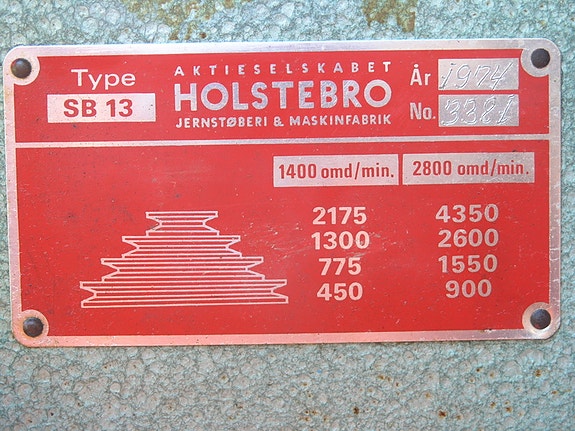 Type
SB 13
AKTIESELSKABET
HOLSTEBRO
JERNSTØBERI & MASKINFABRIK
År 1974
No. 3381
1400 omd/min. 2800 omd/min.
2175 4350
1300 2600
775 1550
450 900